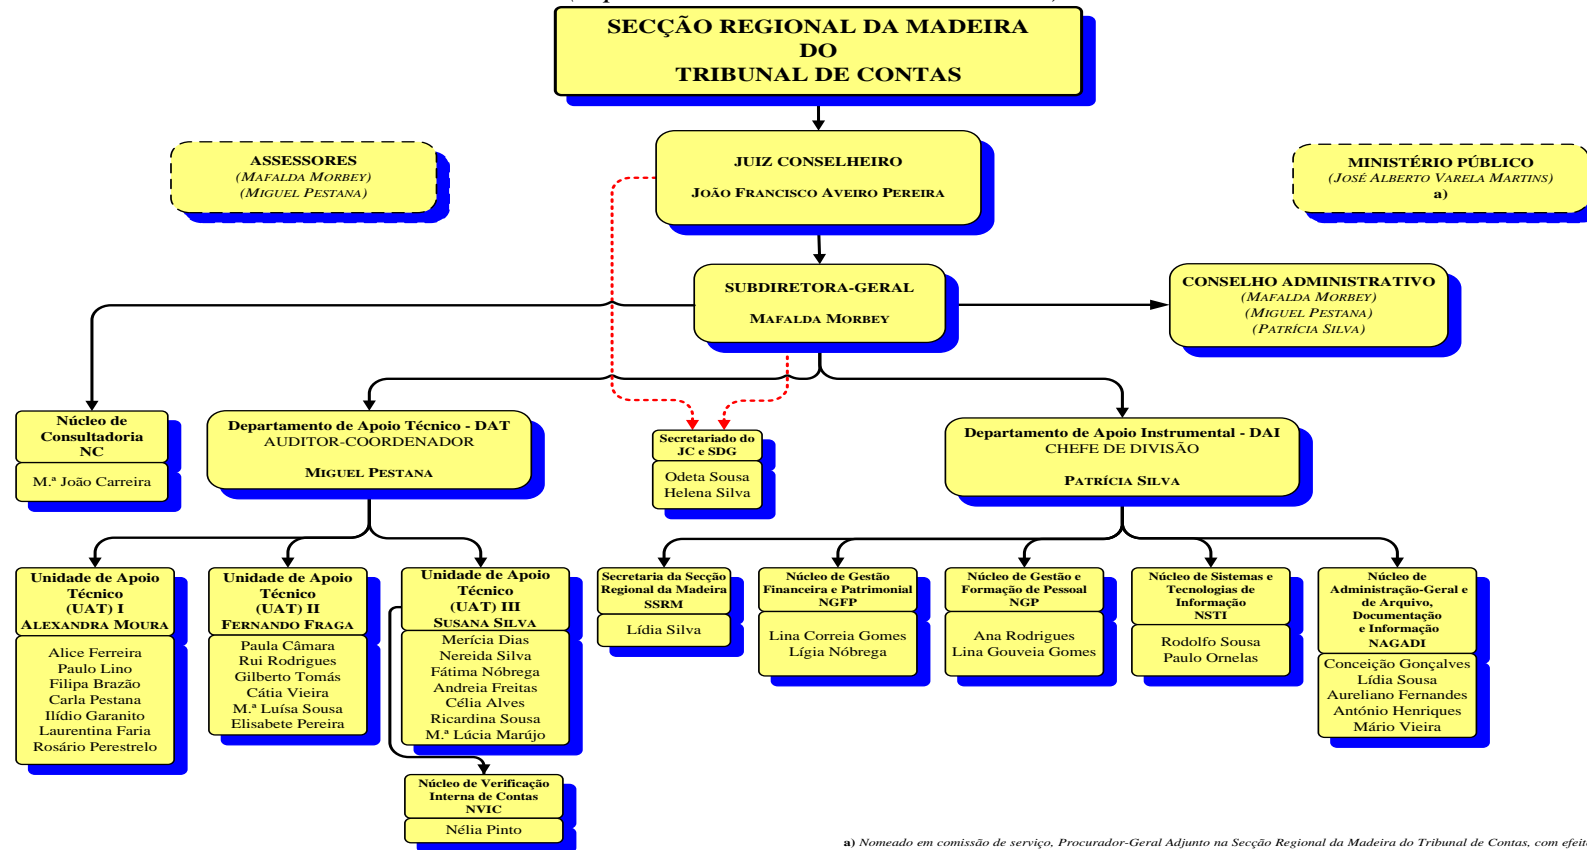 SECÇÃO REGIONAL DA MADEIRA
DO
TRIBUNAL DE CONTAS
ASSESSORES
(MAFALDA MORBEY)
(MIGUEL PESTANA)
JUIZ CONSELHEIRO
JOÃO FRANCISCO AVEIRO PEREIRA
MINISTÉRIO PÚBLICO
(JOSÉ ALBERTO VARELA MARTINS)
a)
SUBDIRETORA-GERAL
MAFALDA MORBEY
CONSELHO ADMINISTRATIVO
(MAFALDA MORBEY)
(MIGUEL PESTANA)
(PATRÍCIA SILVA)
Núcleo de
Consultadoria
NC
M.ª João Carreira
Departamento de Apoio Técnico - DAT
AUDITOR-COORDENADOR
MIGUEL PESTANA
Secretariado do
JC e SDG
Odeta Sousa
Helena Silva
Departamento de Apoio Instrumental - DAI
CHEFE DE DIVISÃO
PATRÍCIA SILVA
Unidade de Apoio
Técnico
(UAT) I
ALEXANDRA MOURA
Alice Ferreira
Paulo Lino
Filipa Brazão
Carla Pestana
Ilídio Garanito
Laurentina Faria
Rosário Perestrelo
Unidade de Apoio
Técnico
(UAT) II
FERNANDO FRAGA
Paula Câmara
Rui Rodrigues
Gilberto Tomás
Cátia Vieira
M.ª Luísa Sousa
Elisabete Pereira
Unidade de Apoio
Técnico
(UAT) III
SUSANA SILVA
Merícia Dias
Nereida Silva
Fátima Nóbrega
Andreia Freitas
Célia Alves
Ricardina Sousa
M.ª Lúcia Marújo
Núcleo de Verificação
Interna de Contas
NVIC
Nélia Pinto
Secretaria da Secção
Regional da Madeira
SSRM
Lídia Silva
Núcleo de Gestão
Financeira e Patrimonial
NGFP
Lina Correia Gomes
Lígia Nóbrega
Núcleo de Gestão e
Formação de Pessoal
NGP
Ana Rodrigues
Lina Gouveia Gomes
Núcleo de Sistemas e
Tecnologias de
Informação
NSTI
Rodolfo Sousa
Paulo Ornelas
Núcleo de
Administração-Geral e
de Arquivo,
Documentação
e Informação
NAGADI
Conceição Gonçalves
Lídia Sousa
Aureliano Fernandes
António Henriques
Mário Vieira
a) Nomeado em comissão de serviço, Procurador-Geral Adjunto na Secção Regional da Madeira do Tribunal de Contas, com efeit